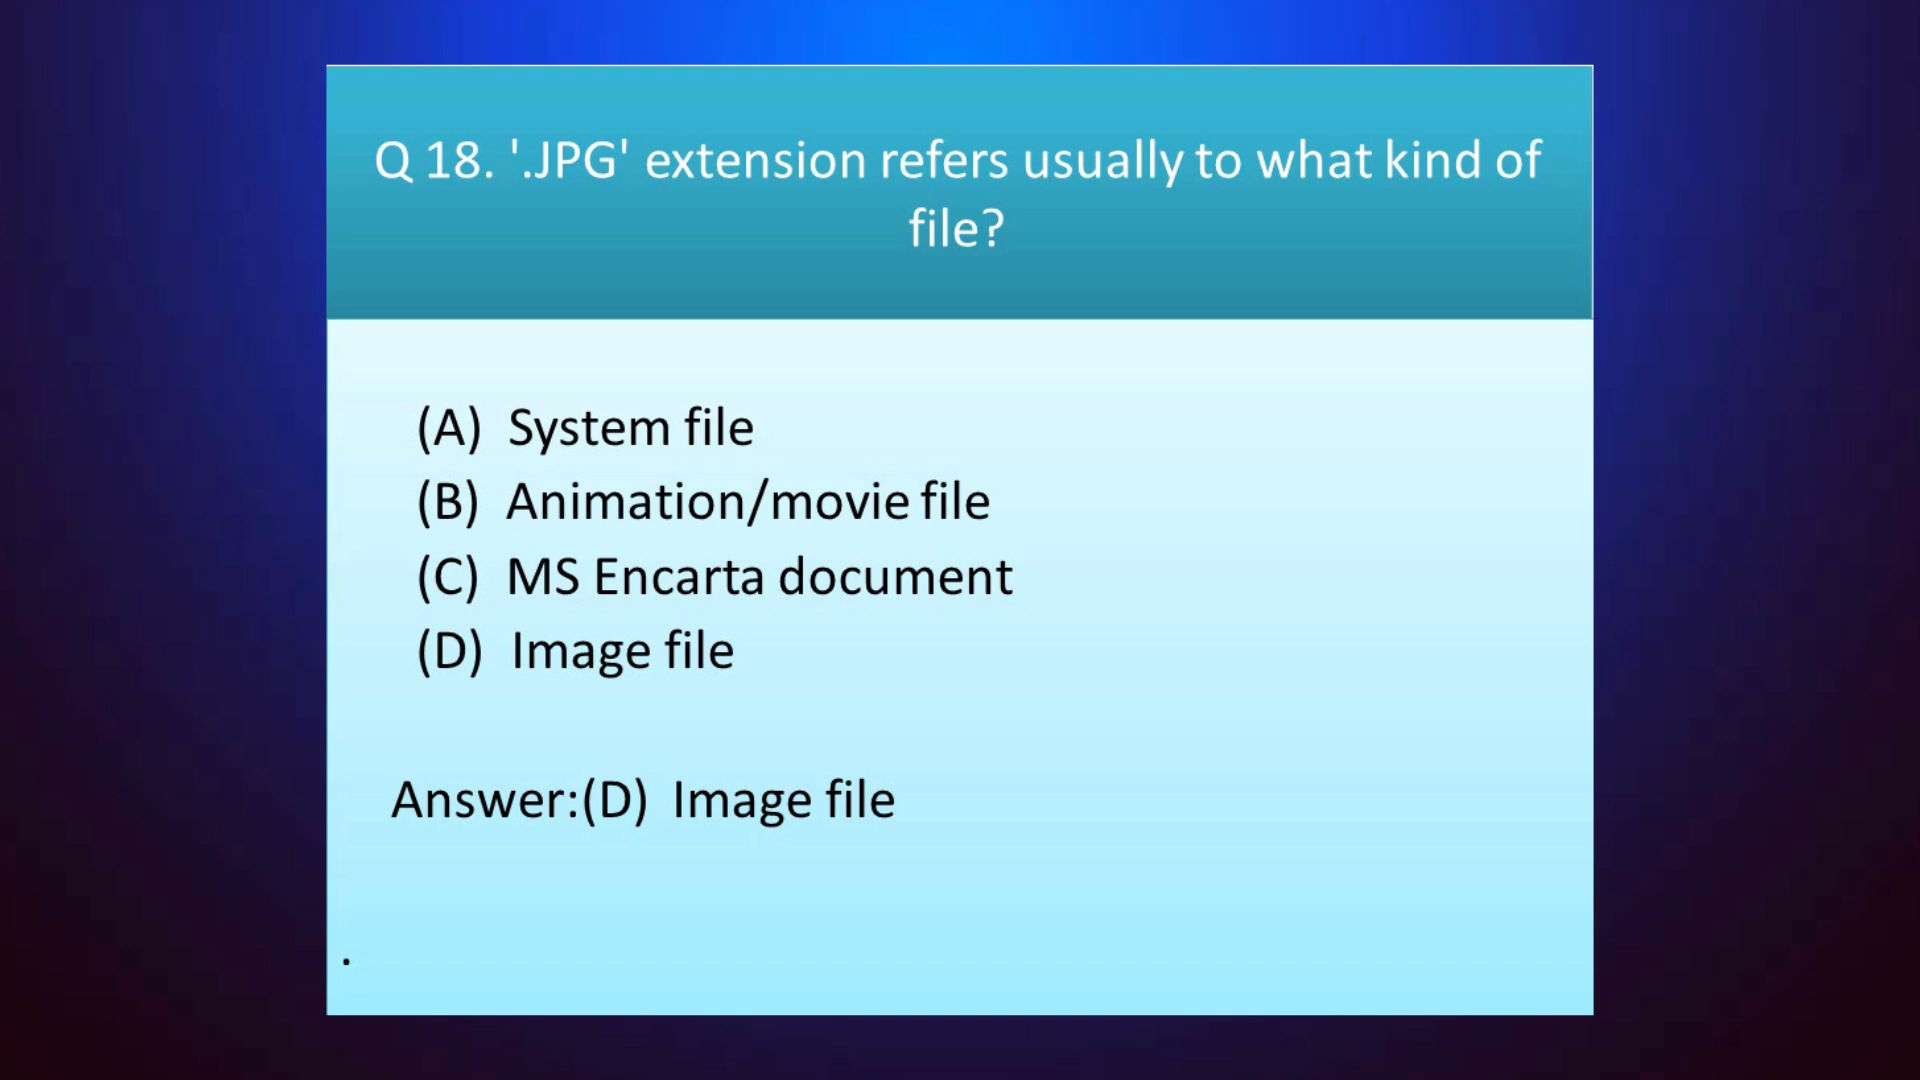 Q 18. '.JPG' extension refers usually to what kind of
file?
(A) System file
(B) Animation/movie file
(C) MS Encarta document
(D) Image file
Answer:(D) Image file
.